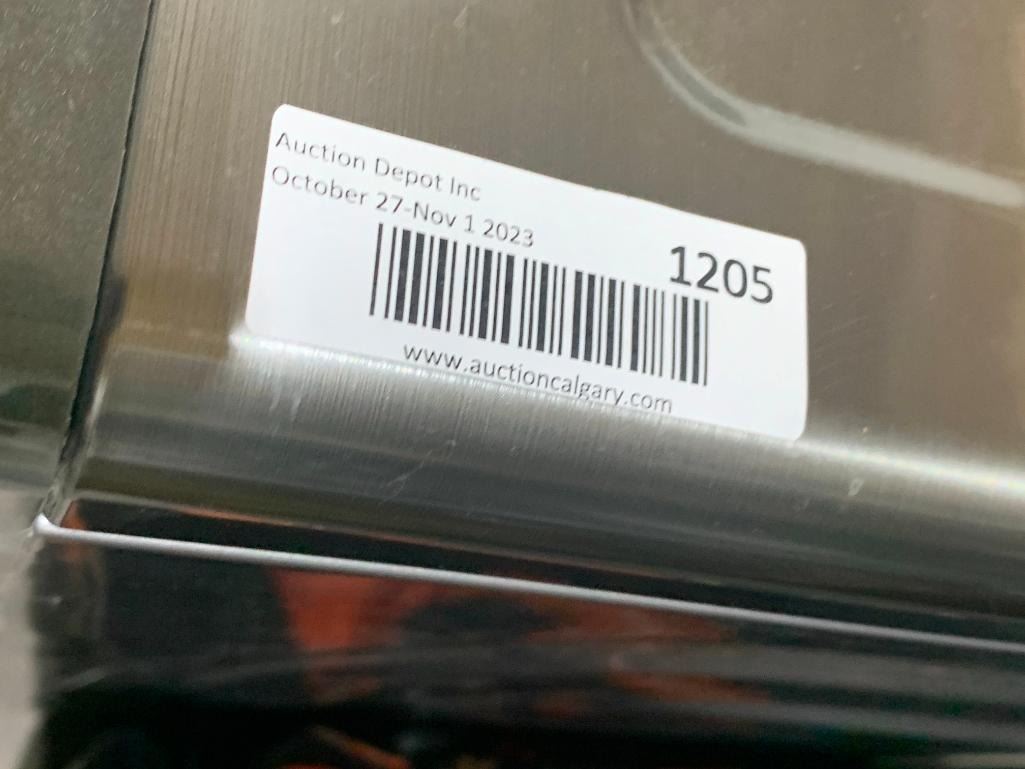 Auction Depot Inc
October 27-Nov 1 2023
1205
www.auctioncalgary.com